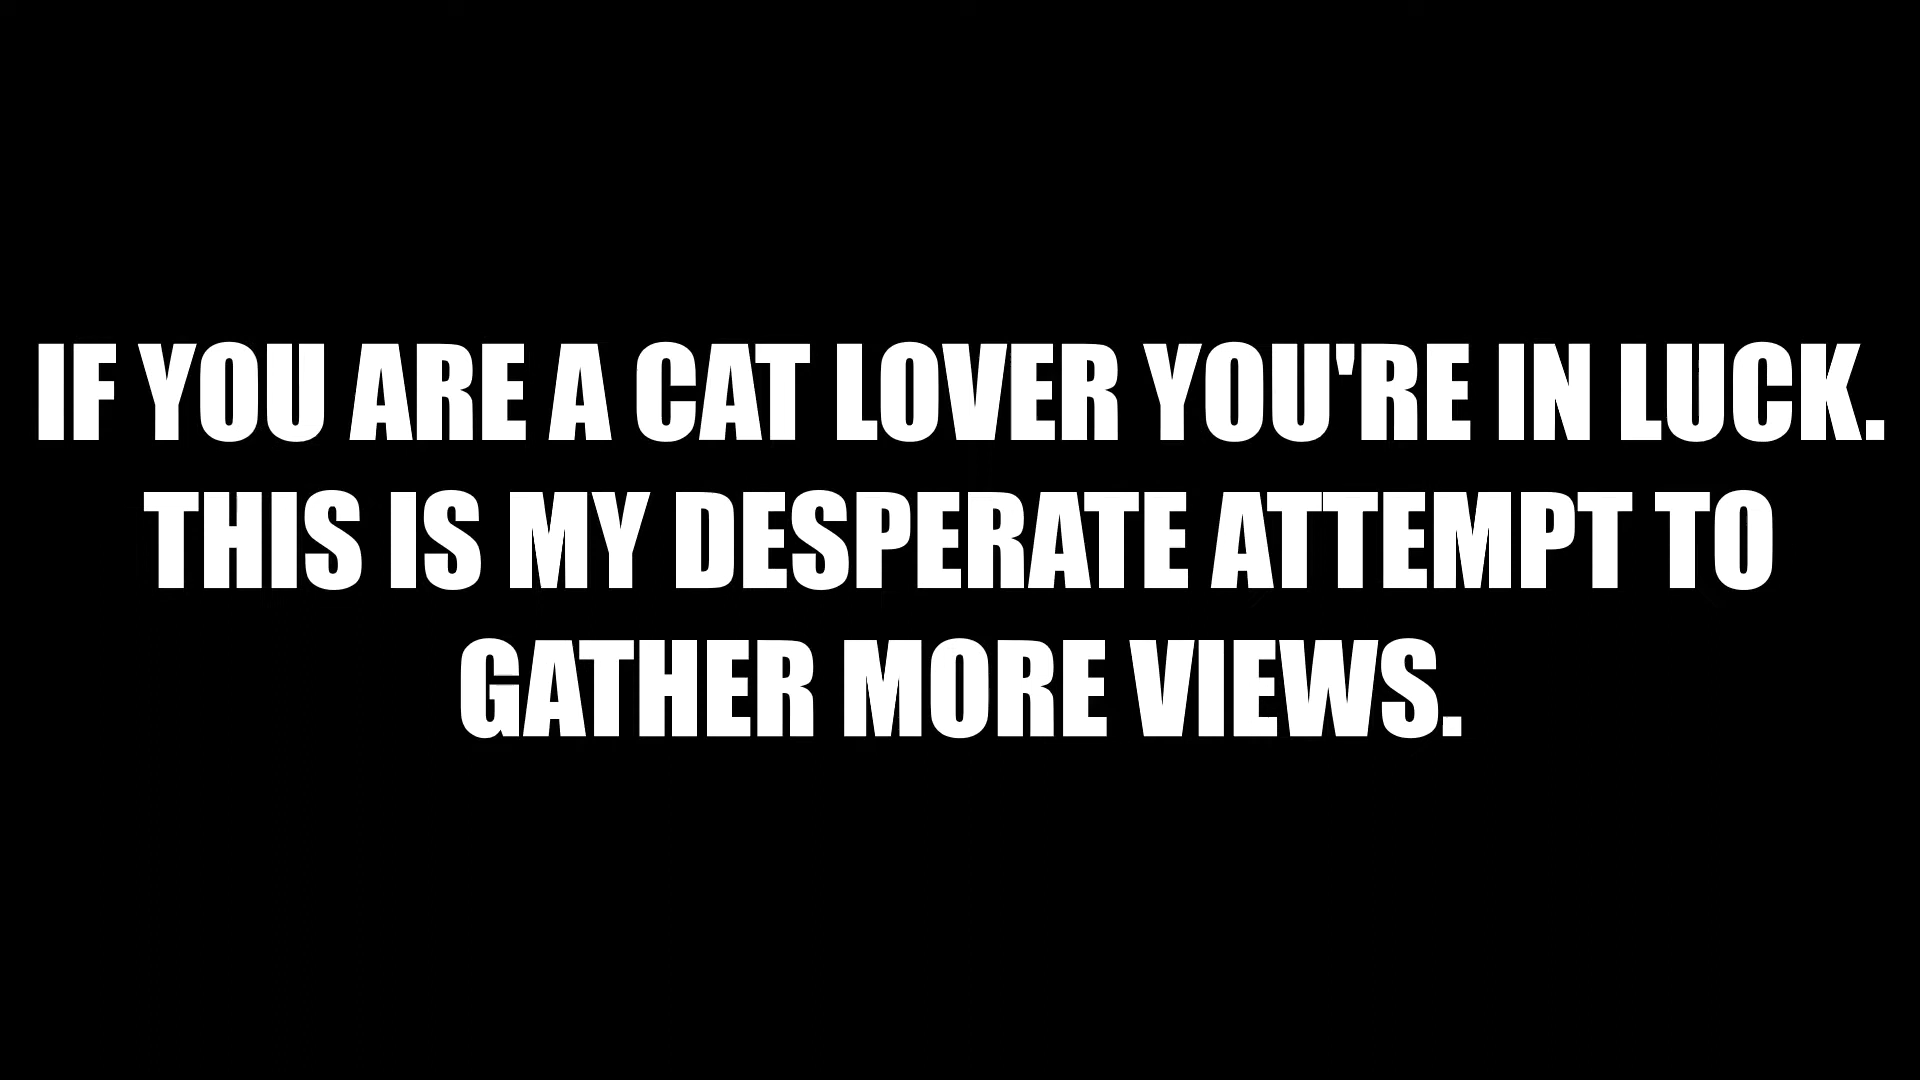 IF YOU ARE A CAT LOVER YOU'RE IN LUCK.
THIS IS MY DESPERATE ATTEMPT TO
GATHER MORE VIEWS.